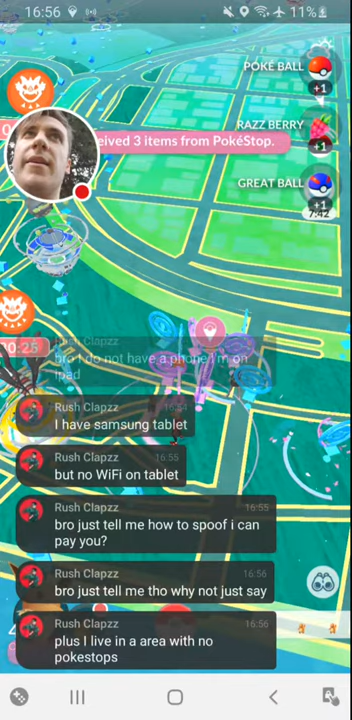 16:56
11%
POKÉ BALL
+1
eived 3 items from PokéStop.
RAZZ BERRY
+1
GREAT BALL
+1
7:42
0:25
Rush Clapzz
bro I do not have a phone I'm on
ipad
Rush Clapzz
I have samsung tablet
Rush Clapzz 16:55
but no WiFi on tablet
Rush Clapzz 16:55
bro just tell me how to spoof i can
pay you?
Rush Clapzz 16:56
bro just tell me tho why not just say
Rush Clapzz 16:56
plus I live in a area with no
pokestops